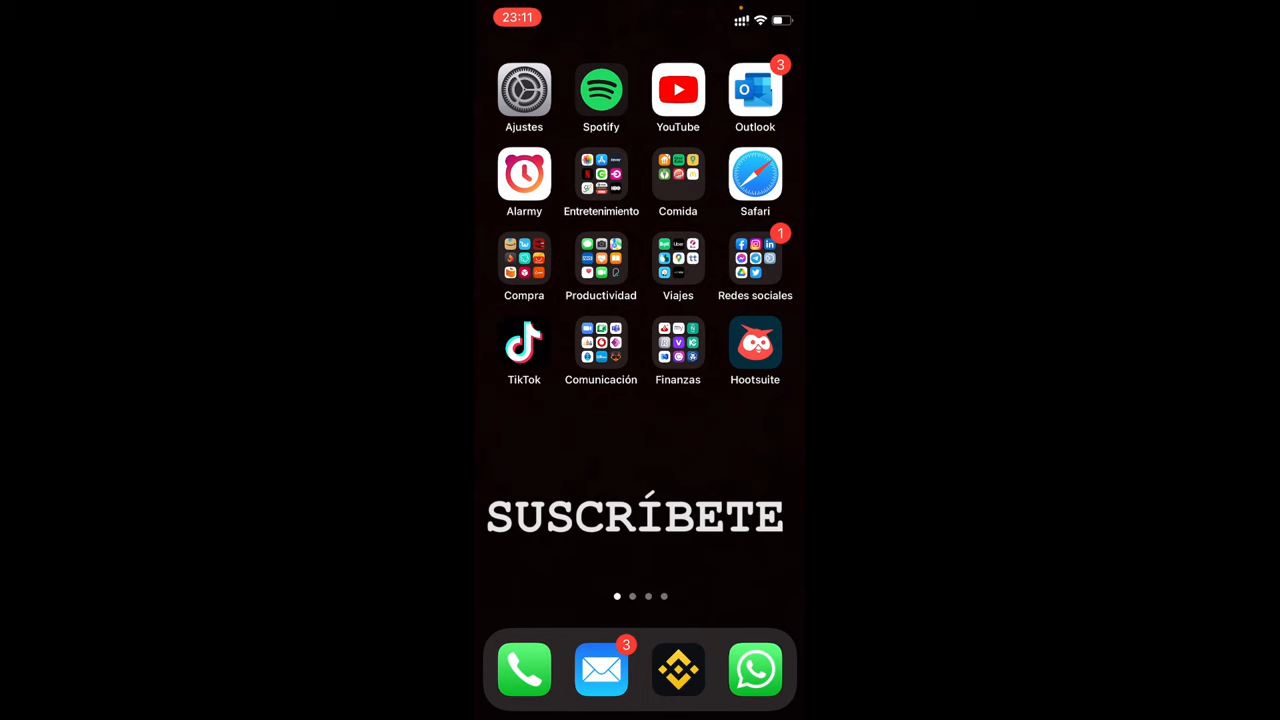 23:11
3
Ajustes Spotify YouTube Outlook
Alarmy Entretenimiento Comida Safari
1
Compra Productividad Viajes Redes sociales
TikTok Comunicación Finanzas Hootsuite
SUSCRÍBETE
3